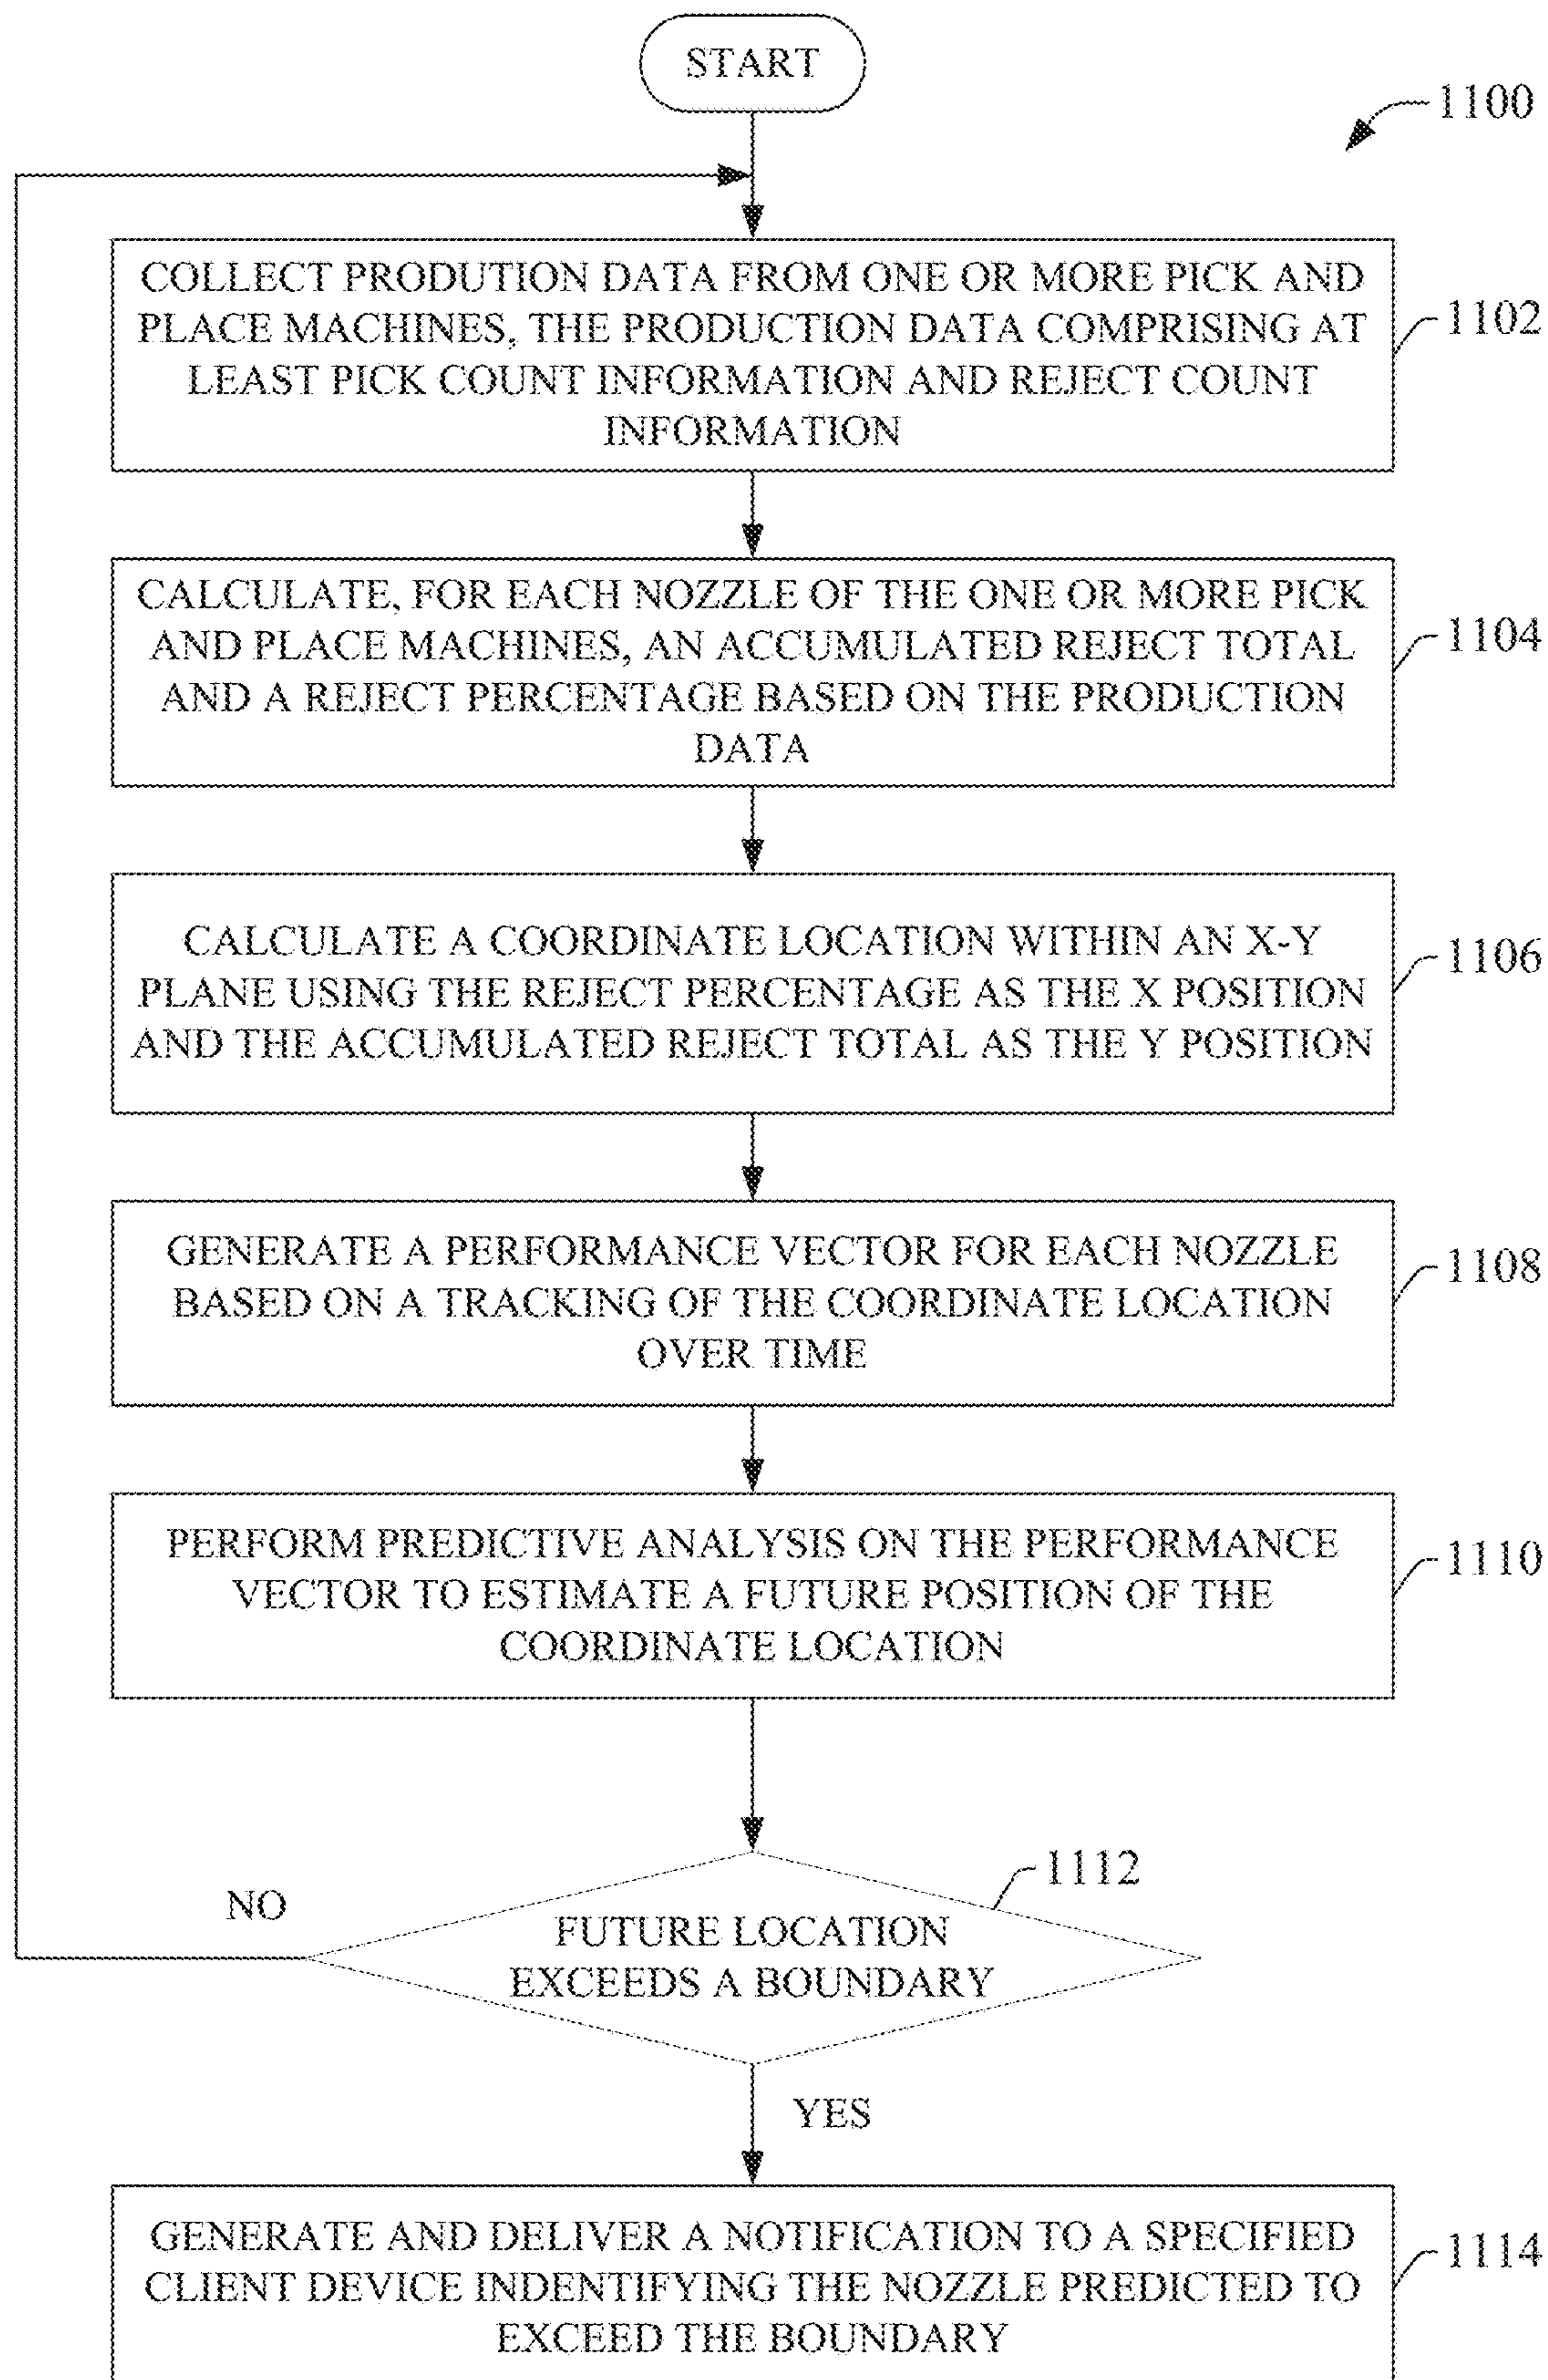 START
1100
COLLECT PRODUTION DATA FROM ONE OR MORE PICK AND
PLACE MACHINES, THE PRODUCTION DATA COMPRISING AT
LEAST PICK COUNT INFORMATION AND REJECT COUNT
INFORMATION
1102
CALCULATE, FOR EACH NOZZLE OF THE ONE OR MORE PICK
AND PLACE MACHINES, AN ACCUMULATED REJECT TOTAL
AND A REJECT PERCENTAGE BASED ON THE PRODUCTION
DATA
1104
CALCULATE A COORDINATE LOCATION WITHIN AN X-Y
PLANE USING THE REJECT PERCENTAGE AS THE X POSITION
AND THE ACCUMULATED REJECT TOTAL AS THE Y POSITION
1106
GENERATE A PERFORMANCE VECTOR FOR EACH NOZZLE
BASED ON A TRACKING OF THE COORDINATE LOCATION
OVER TIME
1108
PERFORM PREDICTIVE ANALYSIS ON THE PERFORMANCE
VECTOR TO ESTIMATE A FUTURE POSITION OF THE
COORDINATE LOCATION
1110
1112
NO
FUTURE LOCATION
EXCEEDS A BOUNDARY
YES
GENERATE AND DELIVER A NOTIFICATION TO A SPECIFIED
CLIENT DEVICE INDENTIFYING THE NOZZLE PREDICTED TO
EXCEED THE BOUNDARY
1114